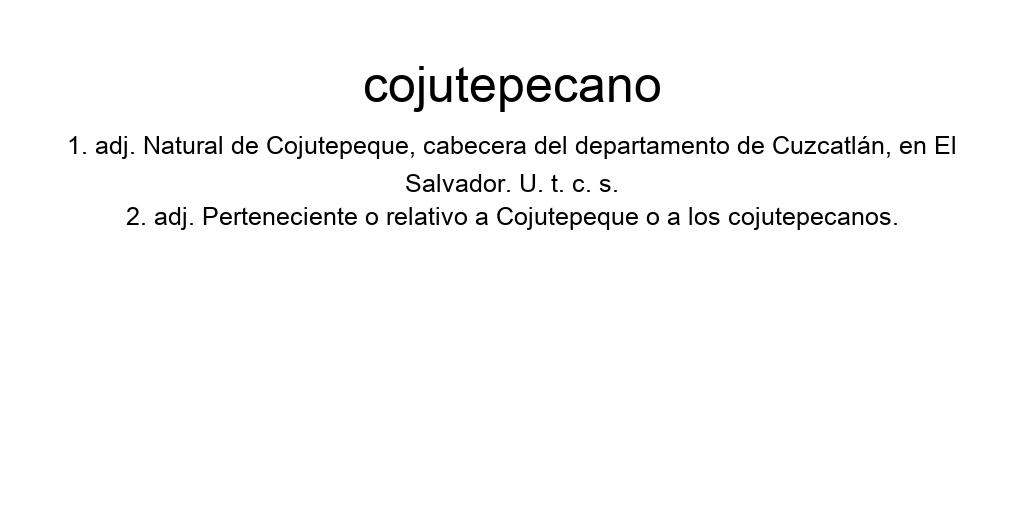 cojutepecano
1. adj. Natural de Cojutepeque, cabecera del departamento de Cuzcatlán, en El
Salvador. U. t. c. s.
2. adj. Perteneciente o relativo a Cojutepeque o a los cojutepecanos.